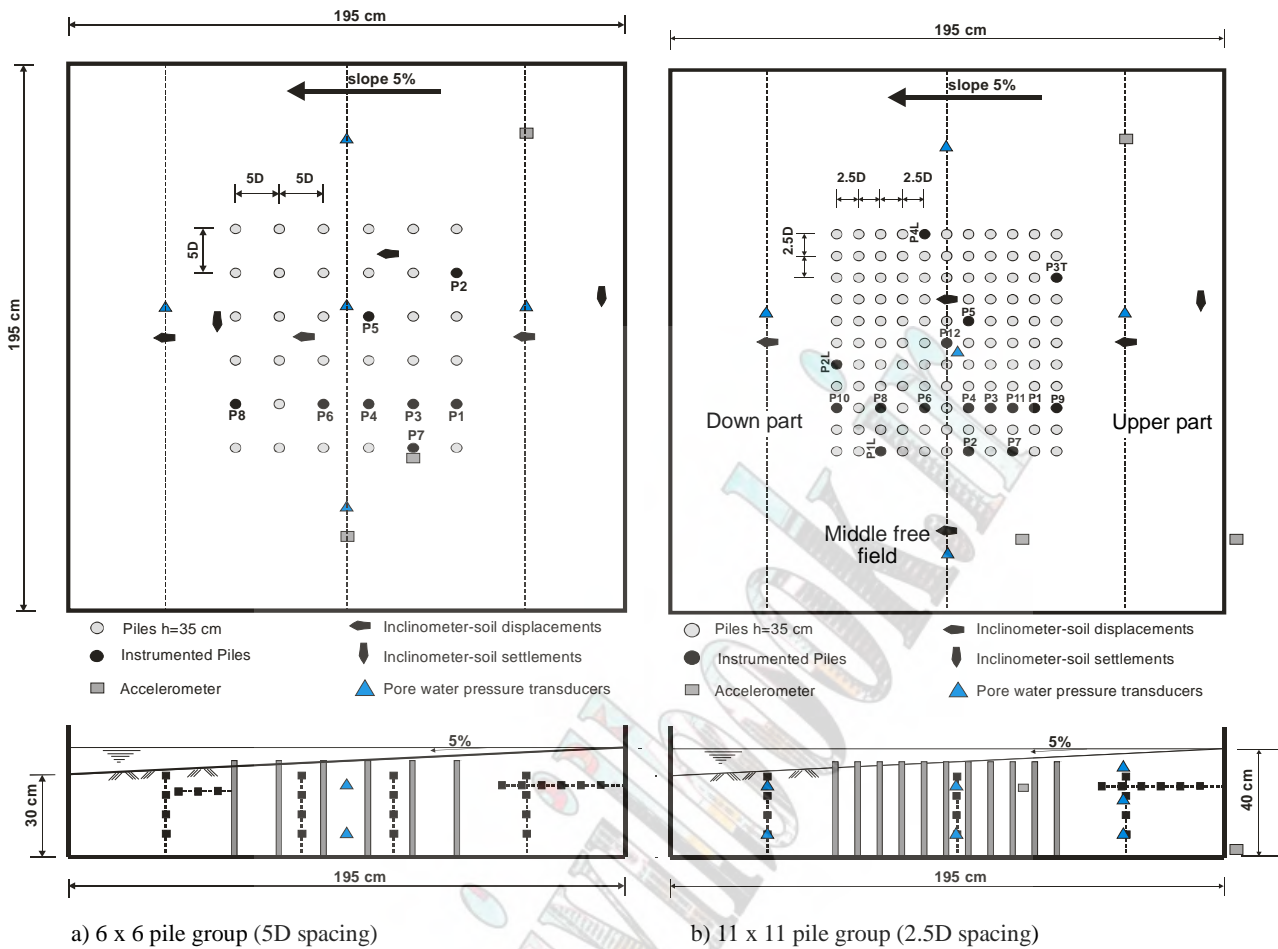 195 cm
195 cm
slope 5%
5D
5D
5D
P2
P5
P8
P6
P4
P3
P1
P7
Piles h=35 cm
Instrumented Piles
Accelerometer
Inclinometer-soil displacements
Inclinometer-soil settlements
Pore water pressure transducers
5%
30 cm
195 cm
a) 6 x 6 pile group (5D spacing)
195 cm
slope 5%
2.5D
2.5D
2.5D
P4L
P3T
P5
P12
P2L
P10
P8
P6
P4
P3
P11
P1
P9
P1L
P2
P7
Down part
Upper part
Middle free
field
Piles h=35 cm
Instrumented Piles
Accelerometer
Inclinometer-soil displacements
Inclinometer-soil settlements
Pore water pressure transducers
5%
40 cm
195 cm
b) 11 x 11 pile group (2.5D spacing)